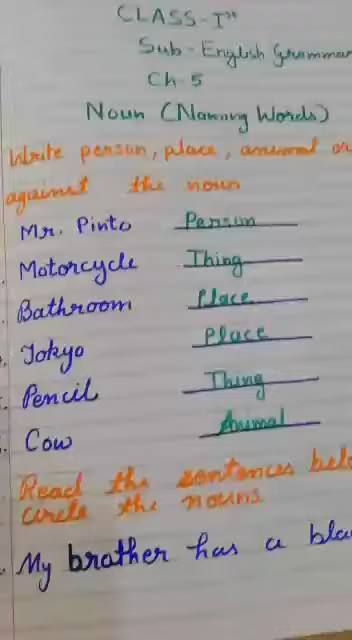 CLASS-Ist
Sub - English Grammar
Ch-5
Noun (Naming Words)
Write person, place, animal or
against the noun
Mr. Pinto Person
Motorcycle Thing
Bathroom Place
Tokyo Place
Pencil Thing
Cow Animal
Read the sentences
circle the nouns.
My brather has a